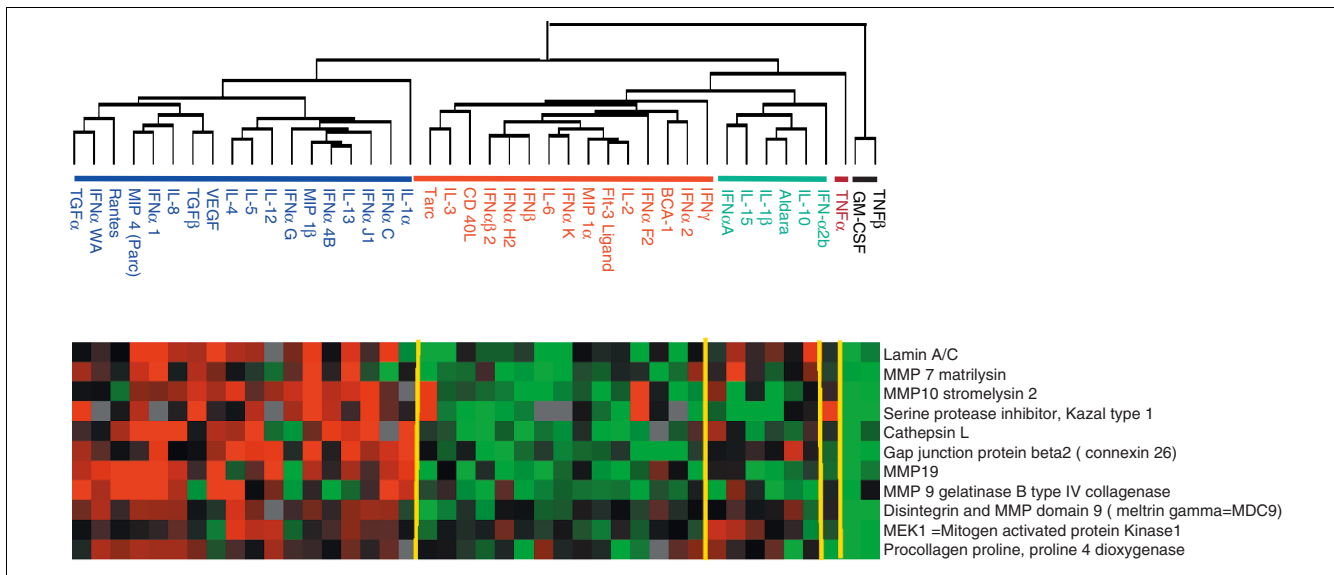 TGFα
IFNα WA
Rantes
MIP 4 (Parc)
IFNα 1
IL-8
TGFβ
VEGF
IL-4
IL-5
IL-12
IFNα G
MIP 1β
IFNα 4B
IL-13
IFNα J1
IFNα C
IL-1α
Tarc
IL-3
CD 40L
IFNαβ 2
IFNα H2
IFNβ
IL-6
IFNα K
MIP 1α
Flt-3 Ligand
IL-2
IFNα F2
BCA-1
IFNα 2
IFNγ
IFNαA
IL-15
IL-1β
Aldara
IL-10
IFN-α2b
TNFα
GM-CSF
TNFβ
Lamin A/C
MMP 7 matrilysin
MMP10 stromelysin 2
Serine protease inhibitor, Kazal type 1
Cathepsin L
Gap junction protein beta2 ( connexin 26)
MMP19
MMP 9 gelatinase B type IV collagenase
Disintegrin and MMP domain 9 ( meltrin gamma=MDC9)
MEK1 =Mitogen activated protein Kinase1
Procollagen proline, proline 4 dioxygenase